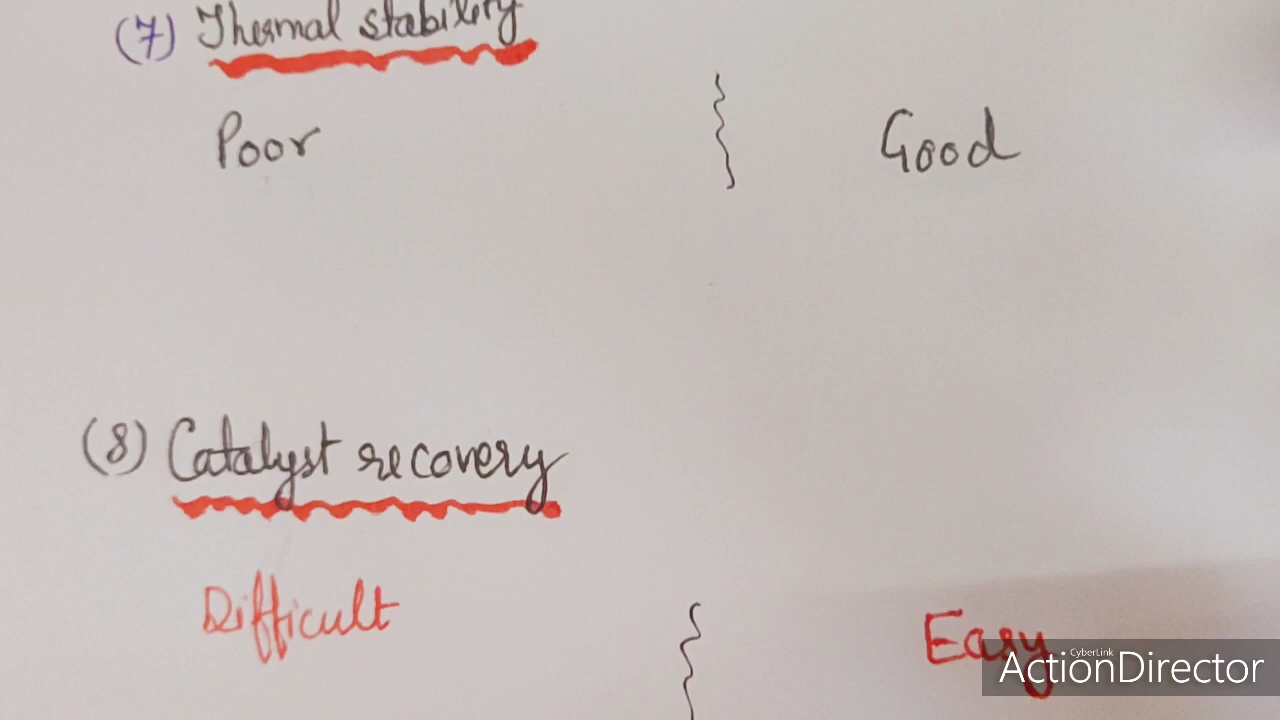 (7) Thermal stability
Poor
Good
(8) Catalyst recovery
Difficult
Easy
CyberLink
ActionDirector